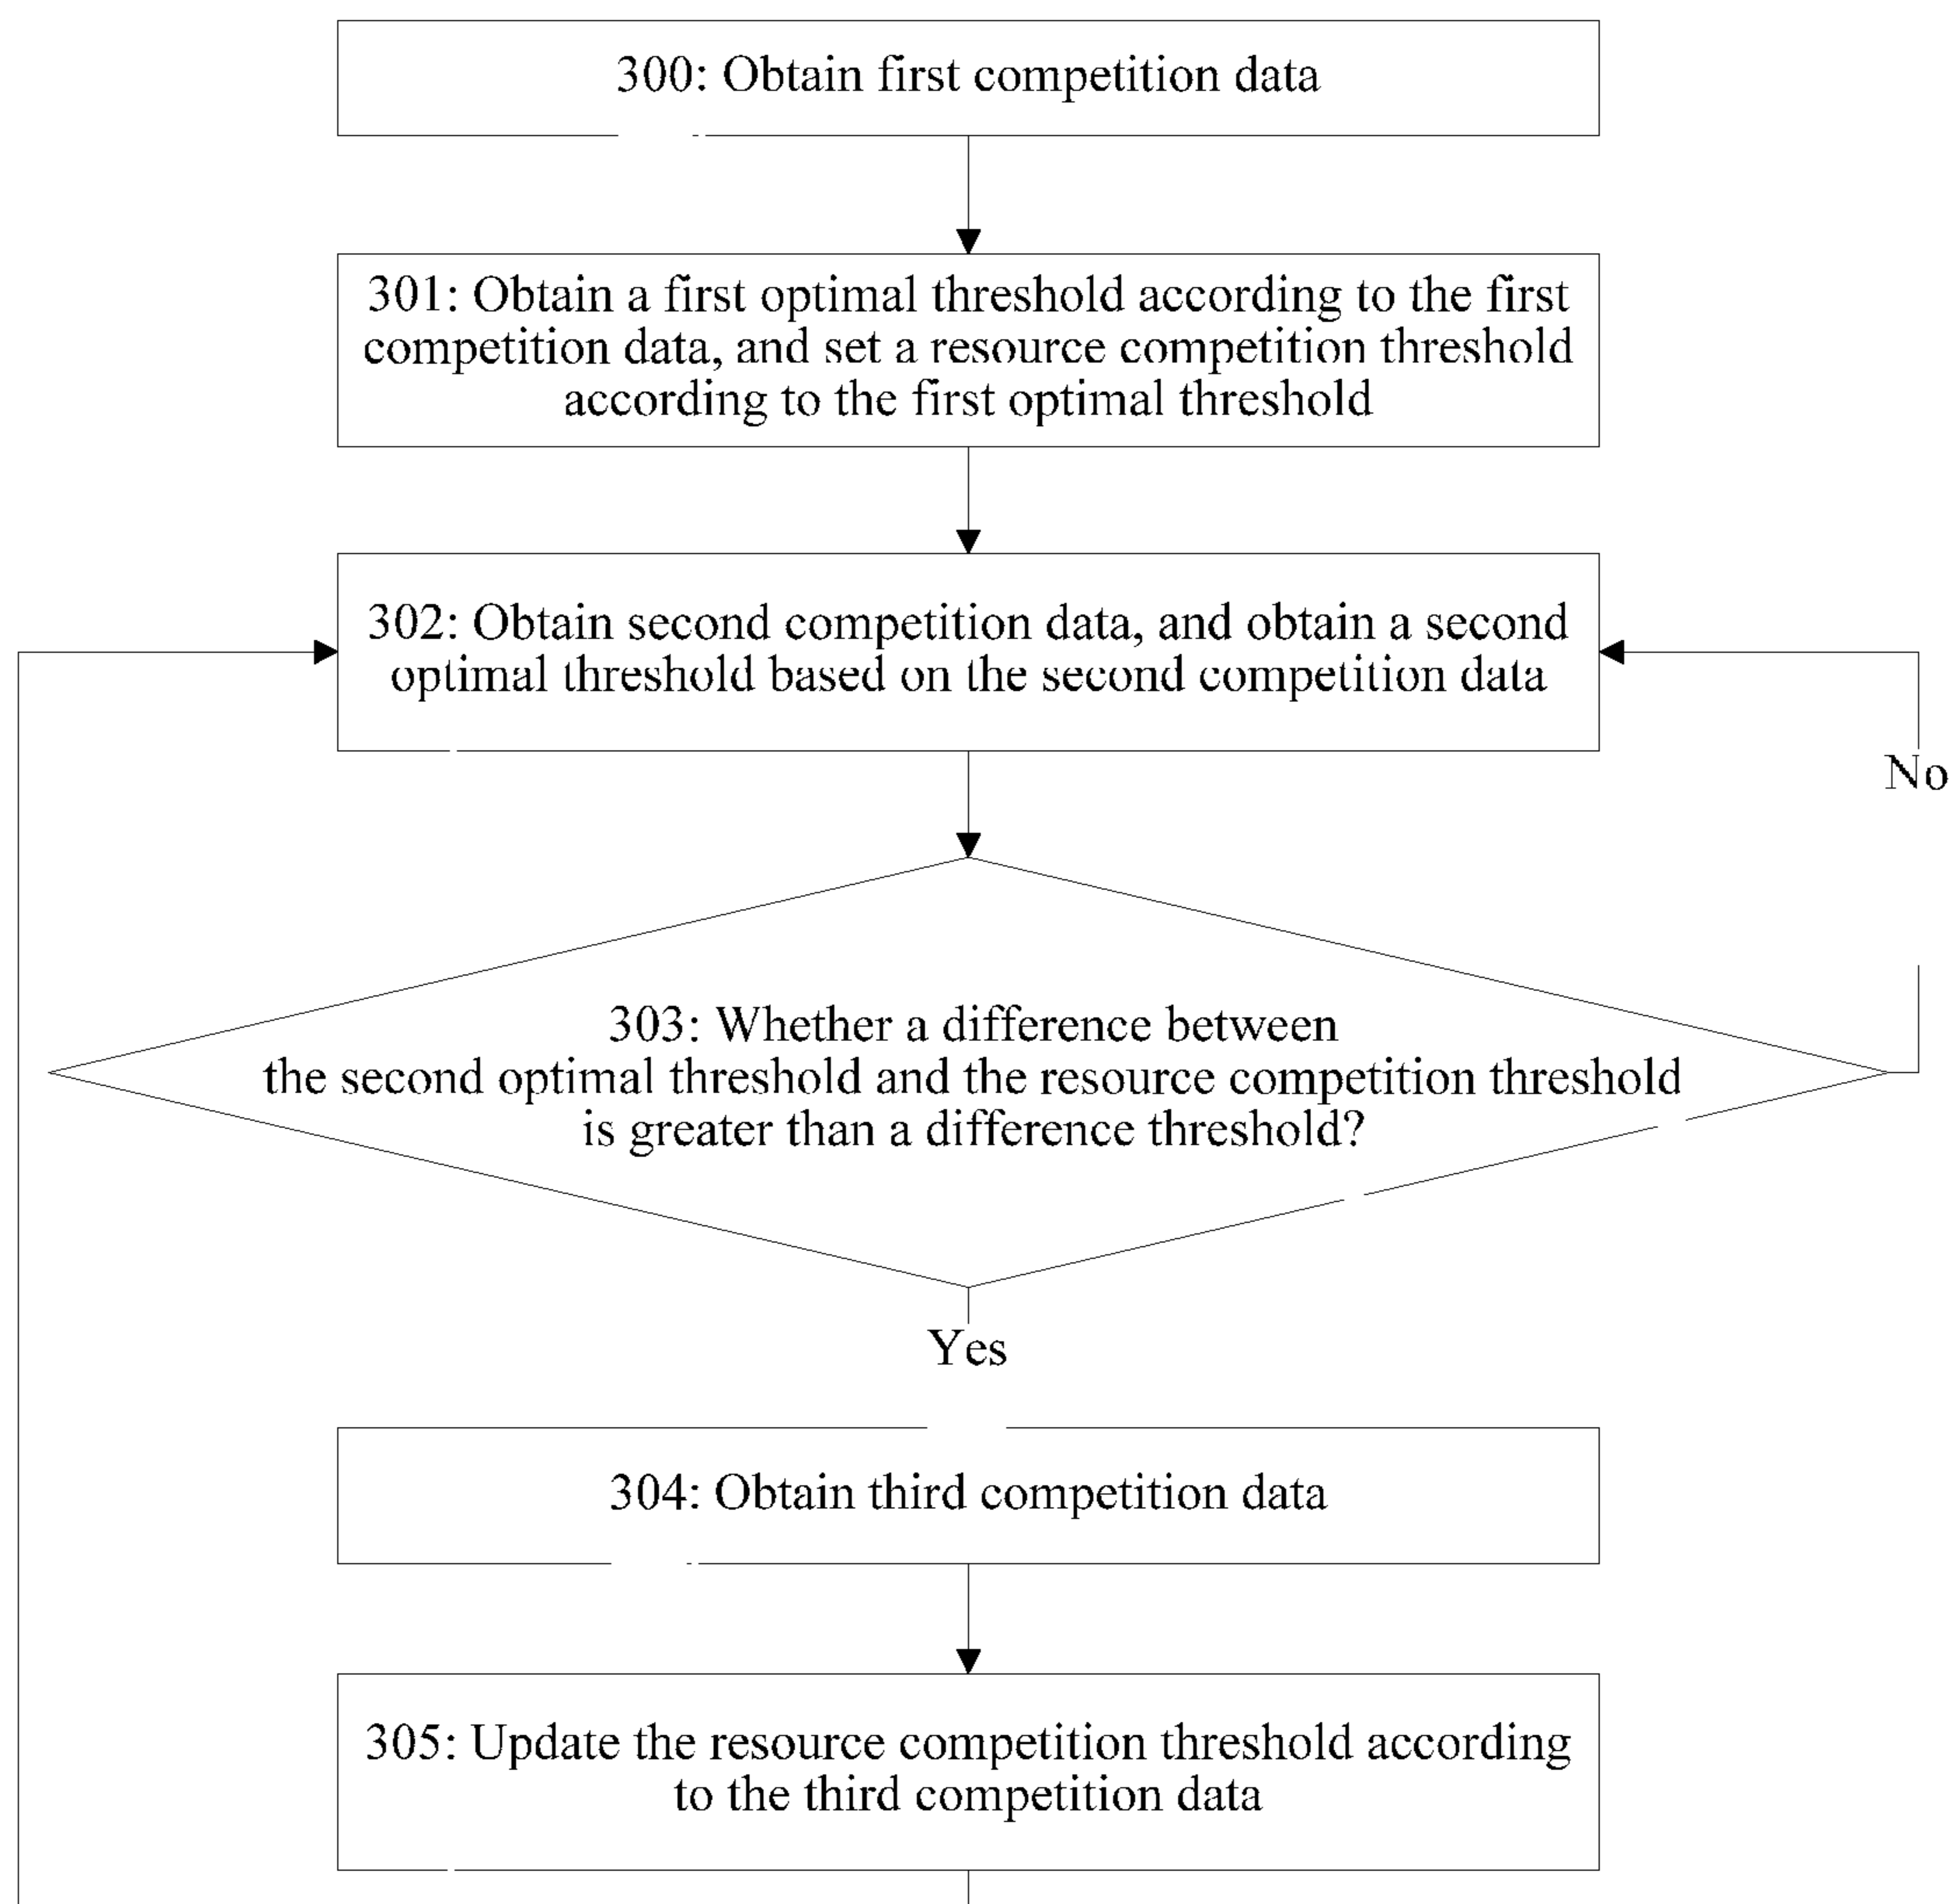 300: Obtain first competition data
301: Obtain a first optimal threshold according to the first
competition data, and set a resource competition threshold
according to the first optimal threshold
302: Obtain second competition data, and obtain a second
optimal threshold based on the second competition data
No
303: Whether a difference between
the second optimal threshold and the resource competition threshold
is greater than a difference threshold?
Yes
304: Obtain third competition data
305: Update the resource competition threshold according
to the third competition data